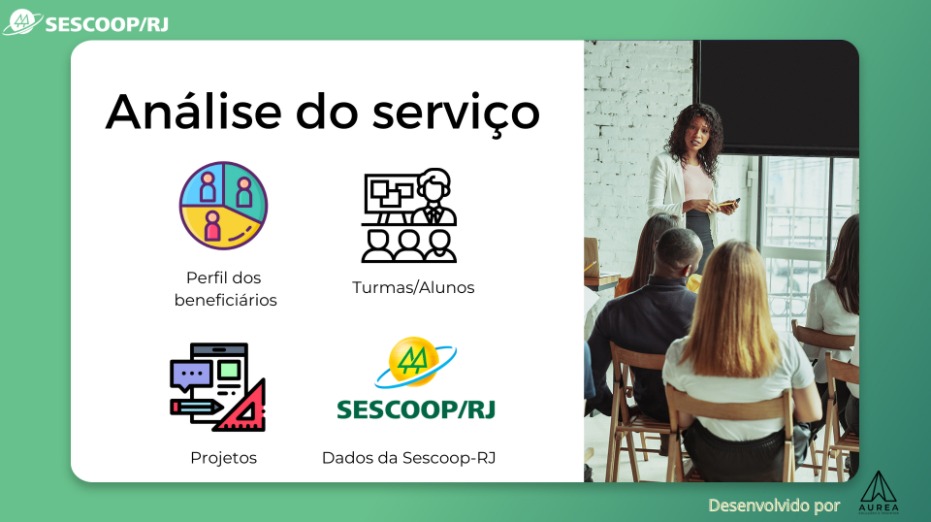 SESCOOP/RJ
Análise do serviço
Perfil dos
beneficiários
Turmas/Alunos
SESCOOP/RJ
Projetos
Dados da Sescoop-RJ
Desenvolvido por
AUREA